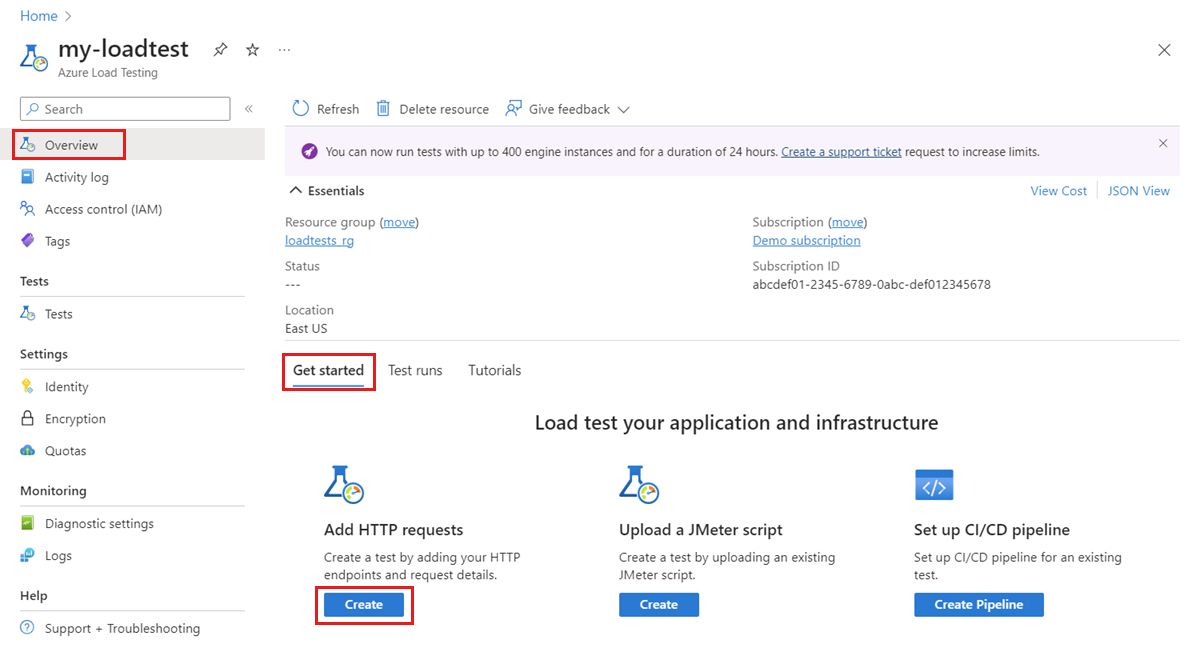 Home
my-loadtest
Azure Load Testing
Search
Overview
Activity log
Access control (IAM)
Tags
Tests
Tests
Settings
Identity
Encryption
Quotas
Monitoring
Diagnostic settings
Logs
Help
Support + Troubleshooting
Refresh
Delete resource
Give feedback
You can now run tests with up to 400 engine instances and for a duration of 24 hours. Create a support ticket request to increase limits.
Essentials
View Cost
JSON View
Resource group (move)
loadtests_rg
Status
---
Location
East US
Subscription (move)
Demo subscription
Subscription ID
abcdef01-2345-6789-0abc-def012345678
Get started
Test runs
Tutorials
Load test your application and infrastructure
Add HTTP requests
Create a test by adding your HTTP
endpoints and request details.
Create
Upload a JMeter script
Create a test by uploading an existing
JMeter script.
Create
Set up CI/CD pipeline
Set up CI/CD pipeline for an existing
test.
Create Pipeline